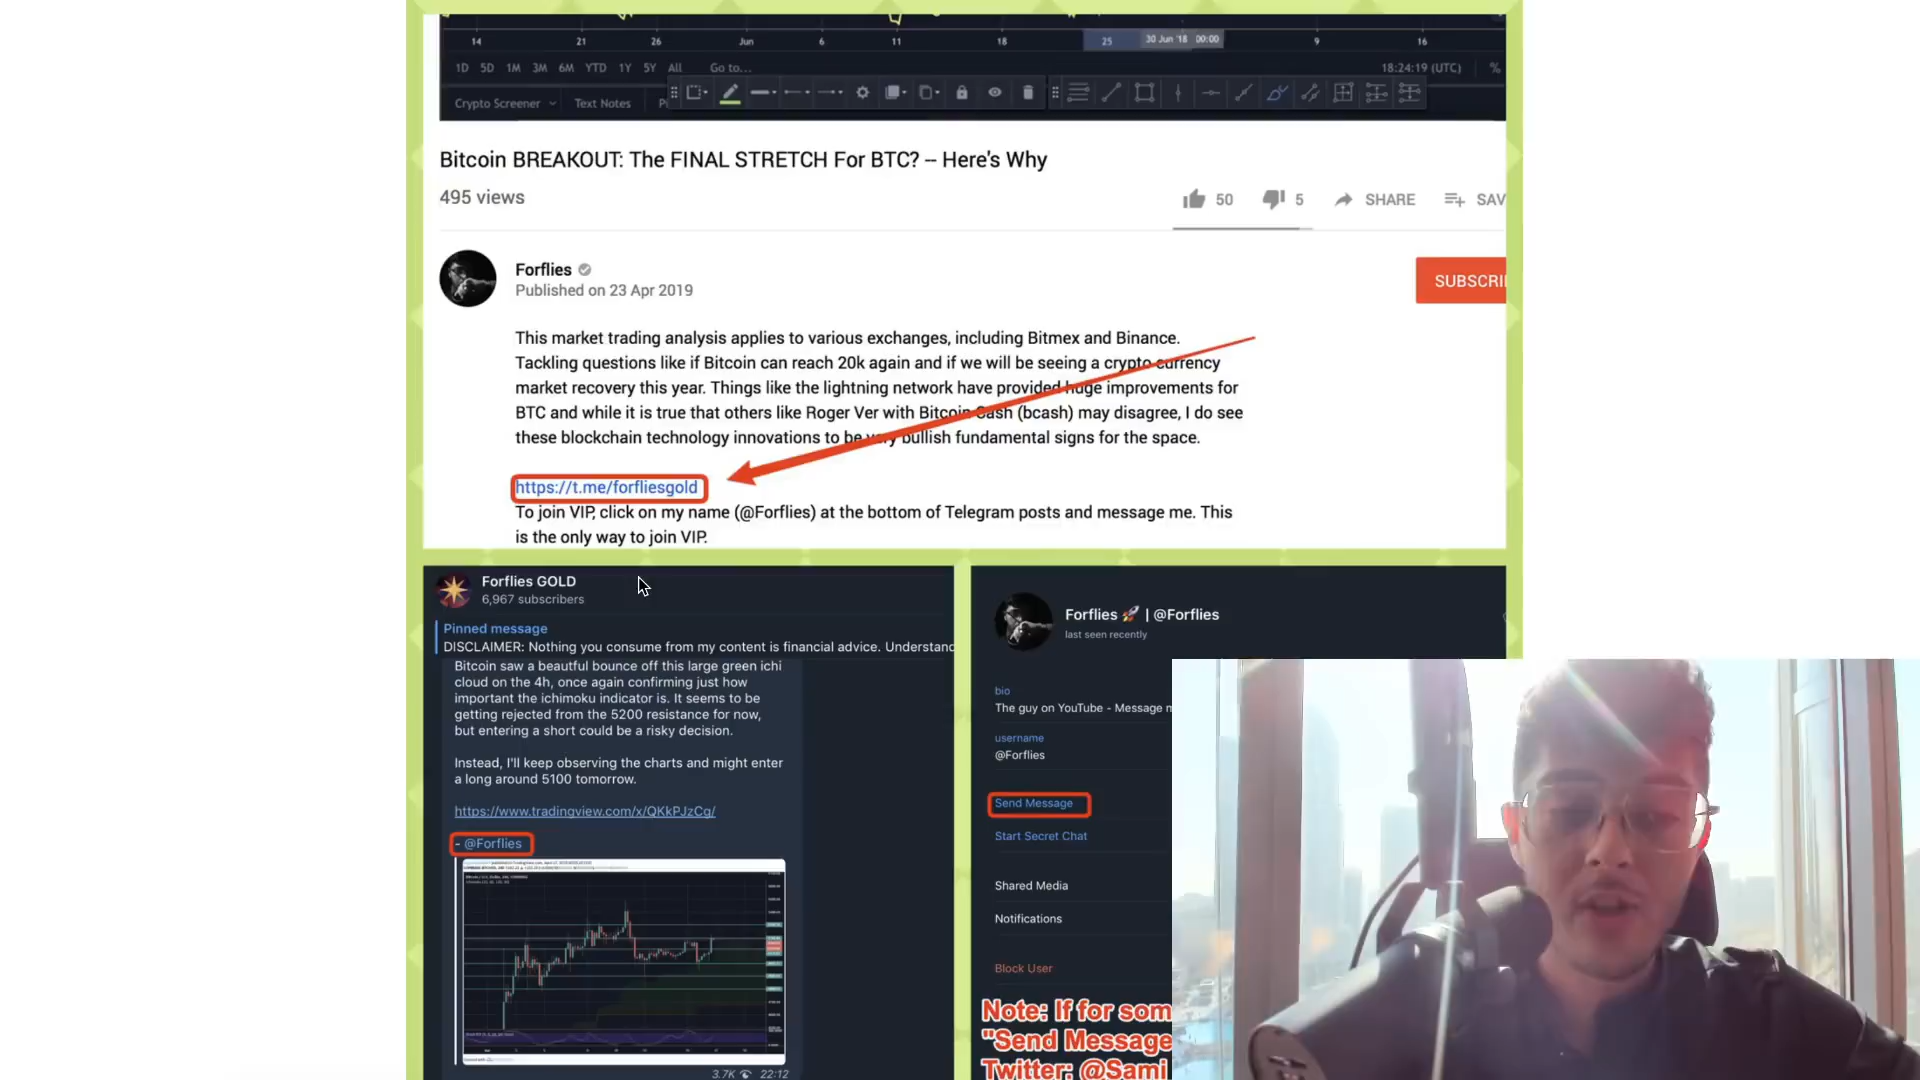 14 21 26 Jun 6 11 18 25 30 Jun '18 00:00 9 16
1D 5D 1M 3M 6M YTD 1Y 5Y All Go to... 18:24:19 (UTC) %
Crypto Screener Text Notes
Bitcoin BREAKOUT: The FINAL STRETCH For BTC? -- Here's Why
495 views
50 5 SHARE SAV
Forflies
Published on 23 Apr 2019
SUBSCRI
This market trading analysis applies to various exchanges, including Bitmex and Binance.
Tackling questions like if Bitcoin can reach 20k again and if we will be seeing a crypto currency
market recovery this year. Things like the lightning network have provided huge improvements for
BTC and while it is true that others like Roger Ver with Bitcoin Cash (bcash) may disagree, I do see
these blockchain technology innovations to be very bullish fundamental signs for the space.
https://t.me/forfliesgold
To join VIP, click on my name (@Forflies) at the bottom of Telegram posts and message me. This
is the only way to join VIP.
Forflies GOLD
6,967 subscribers
Pinned message
DISCLAIMER: Nothing you consume from my content is financial advice. Understand
Bitcoin saw a beautful bounce off this large green ichi
cloud on the 4h, once again confirming just how
important the ichimoku indicator is. It seems to be
getting rejected from the 5200 resistance for now,
but entering a short could be a risky decision.
Instead, I'll keep observing the charts and might enter
a long around 5100 tomorrow.
https://www.tradingview.com/x/QKkPJzCg/
- @Forflies
3.7K 22:12
Forflies 🚀 | @Forflies
last seen recently
bio
The guy on YouTube - Message m
username
@Forflies
Send Message
Start Secret Chat
Shared Media
Notifications
Block User
Note: If for som
"Send Message
Twitter: @Sami